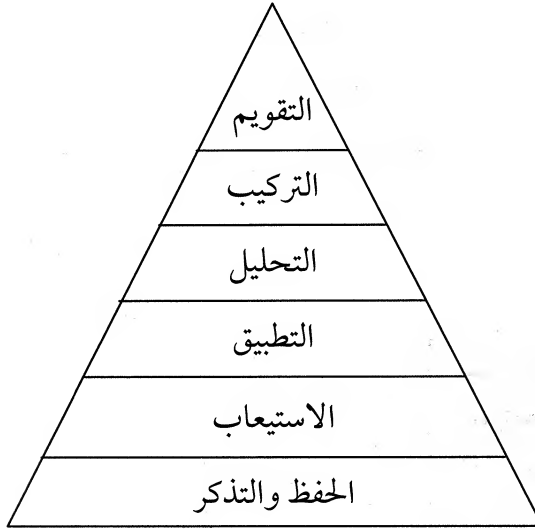 التقويم
التركيب
التحليل
التطبيق
الاستيعاب
الحفظ والتذكر